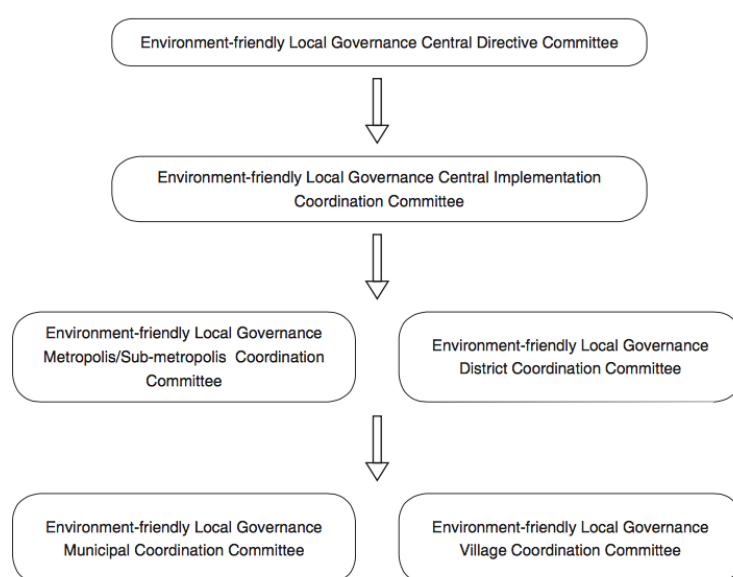 Environment-friendly Local Governance Central Directive Committee
Environment-friendly Local Governance Central Implementation
Coordination Committee
Environment-friendly Local Governance
Metropolis/Sub-metropolis Coordination
Committee
Environment-friendly Local Governance
District Coordination Committee
Environment-friendly Local Governance
Municipal Coordination Committee
Environment-friendly Local Governance
Village Coordination Committee